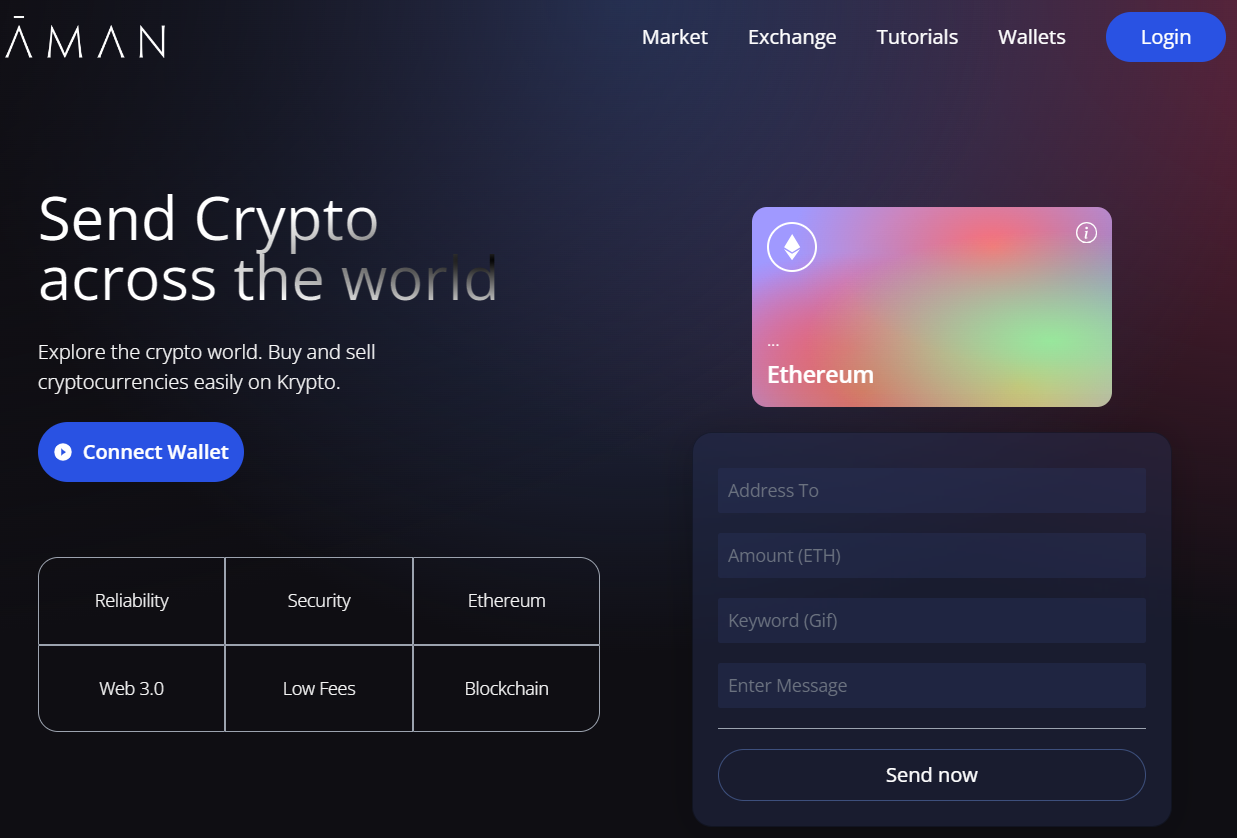 ĀMAN
Market Exchange Tutorials Wallets Login
Send Crypto
across the world
Explore the crypto world. Buy and sell
cryptocurrencies easily on Krypto.
Connect Wallet
Reliability Security Ethereum
Web 3.0 Low Fees Blockchain
i
...
Ethereum
Address To
Amount (ETH)
Keyword (Gif)
Enter Message
Send now